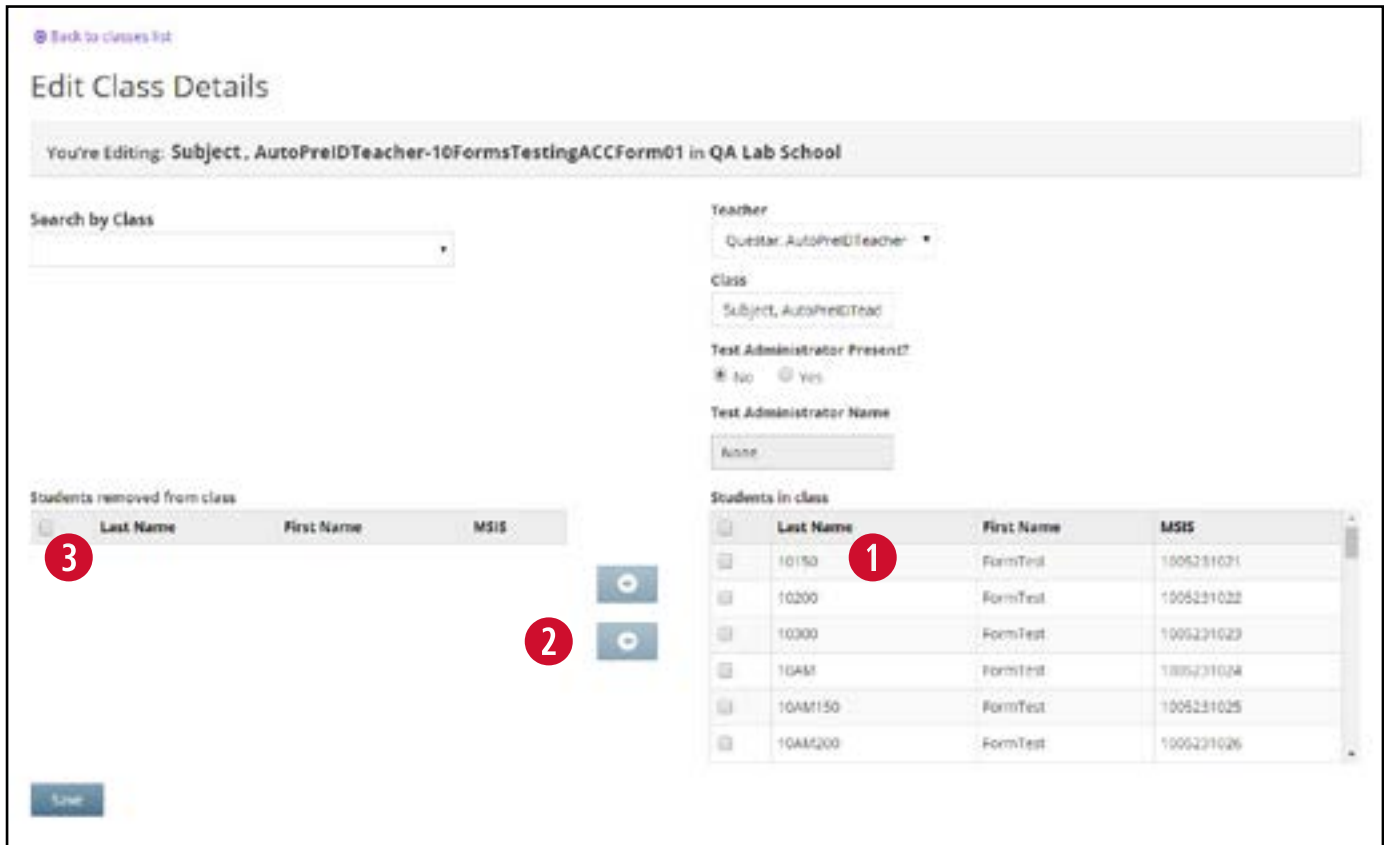 Back to classes list
Edit Class Details
You're Editing: Subject , AutoPreIDTeacher-10FormsTestingACCForm01 in QA Lab School
Search by Class
Teacher
Questar, AutoPreIDTeacher
Class
Subject, AutoPreIDTead
Test Administrator Present?
No Yes
Test Administrator Name
None
Students removed from class
Last Name First Name MSIS
3
2
Students in class
Last Name First Name MSIS
1
10150 FormTest 1005231021
10200 FormTest 1005231022
10300 FormTest 1005231023
10AM FormTest 1005231024
10AM150 FormTest 1005231025
10AM200 FormTest 1005231026
Save